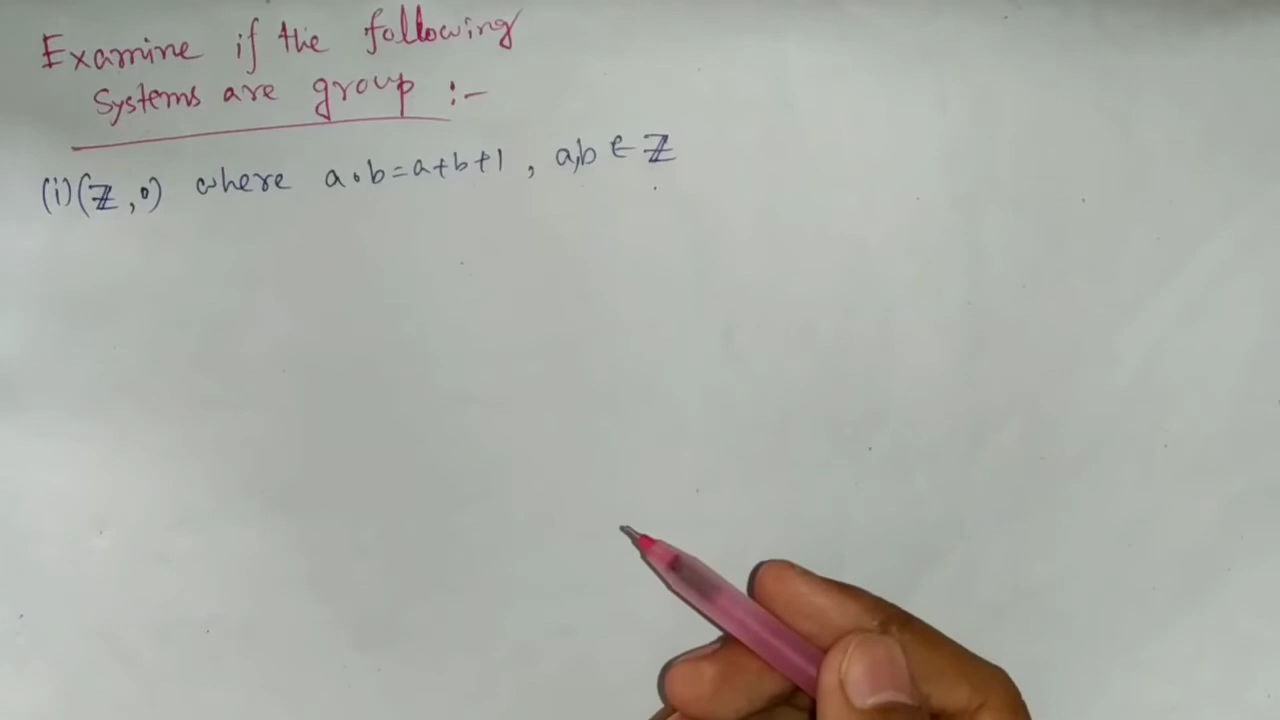 Examine if the following
Systems are group :-
(i) (ℤ, ∘) where a∘b = a+b+1 , a,b ∈ ℤ